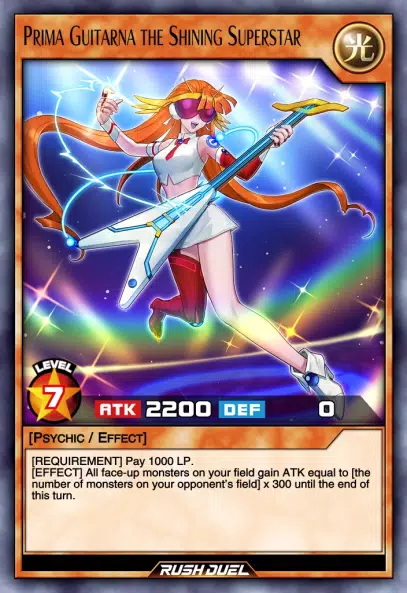 Prima Guitarna the Shining Superstar
光
LEVEL
7
ATK 2200 DEF 0
[Psychic / Effect]
[REQUIREMENT] Pay 1000 LP.
[EFFECT] All face-up monsters on your field gain ATK equal to [the
number of monsters on your opponent's field] x 300 until the end of
this turn.
RUSH DUEL